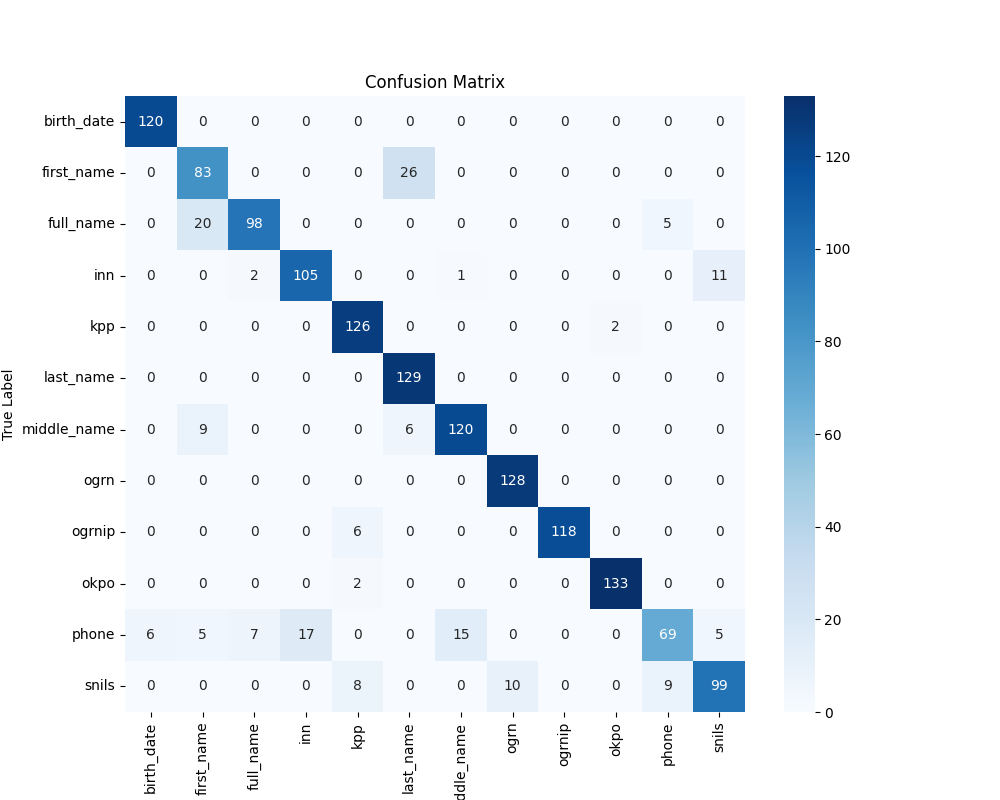 Confusion Matrix
birth_date 120 0 0 0 0 0 0 0 0 0 0 0
first_name 0 83 0 0 0 26 0 0 0 0 0 0
full_name 0 20 98 0 0 0 0 0 0 0 5 0
inn 0 0 2 105 0 0 1 0 0 0 0 11
kpp 0 0 0 0 126 0 0 0 0 2 0 0
last_name 0 0 0 0 0 129 0 0 0 0 0 0
middle_name 0 9 0 0 0 6 120 0 0 0 0 0
ogrn 0 0 0 0 0 0 0 128 0 0 0 0
ogrnip 0 0 0 0 6 0 0 0 118 0 0 0
okpo 0 0 0 0 2 0 0 0 0 133 0 0
phone 6 5 7 17 0 0 15 0 0 0 69 5
snils 0 0 0 0 8 0 0 10 0 0 9 99
True Label
birth_date first_name full_name inn kpp last_name ddle_name ogrn ogrnip okpo phone snils
120
100
80
60
40
20
0